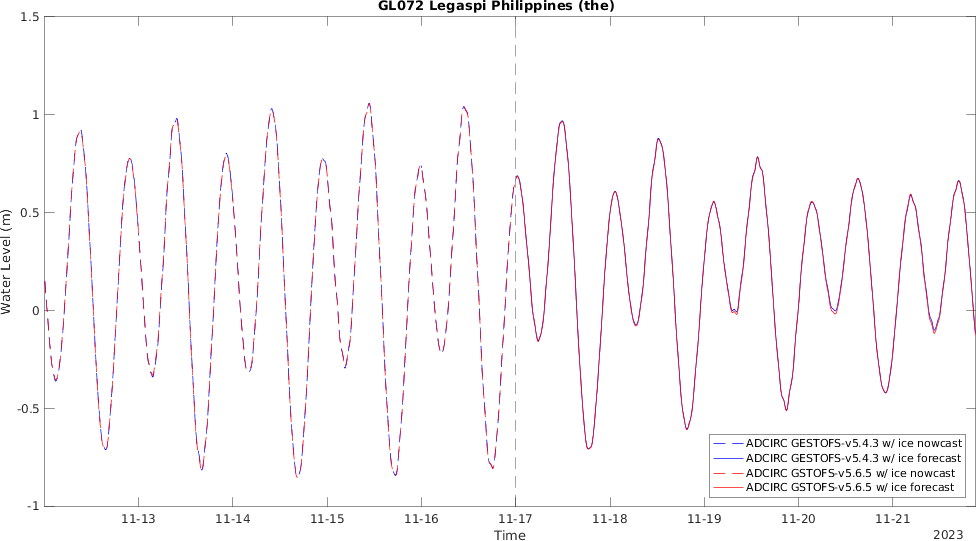 GL072 Legaspi Philippines (the)
1.5
1
0.5
0
-0.5
-1
Water Level (m)
11-13
11-14
11-15
11-16
11-17
11-18
11-19
11-20
11-21
Time
2023
ADCIRC GESTOFS-v5.4.3 w/ ice nowcast
ADCIRC GESTOFS-v5.4.3 w/ ice forecast
ADCIRC GSTOFS-v5.6.5 w/ ice nowcast
ADCIRC GSTOFS-v5.6.5 w/ ice forecast